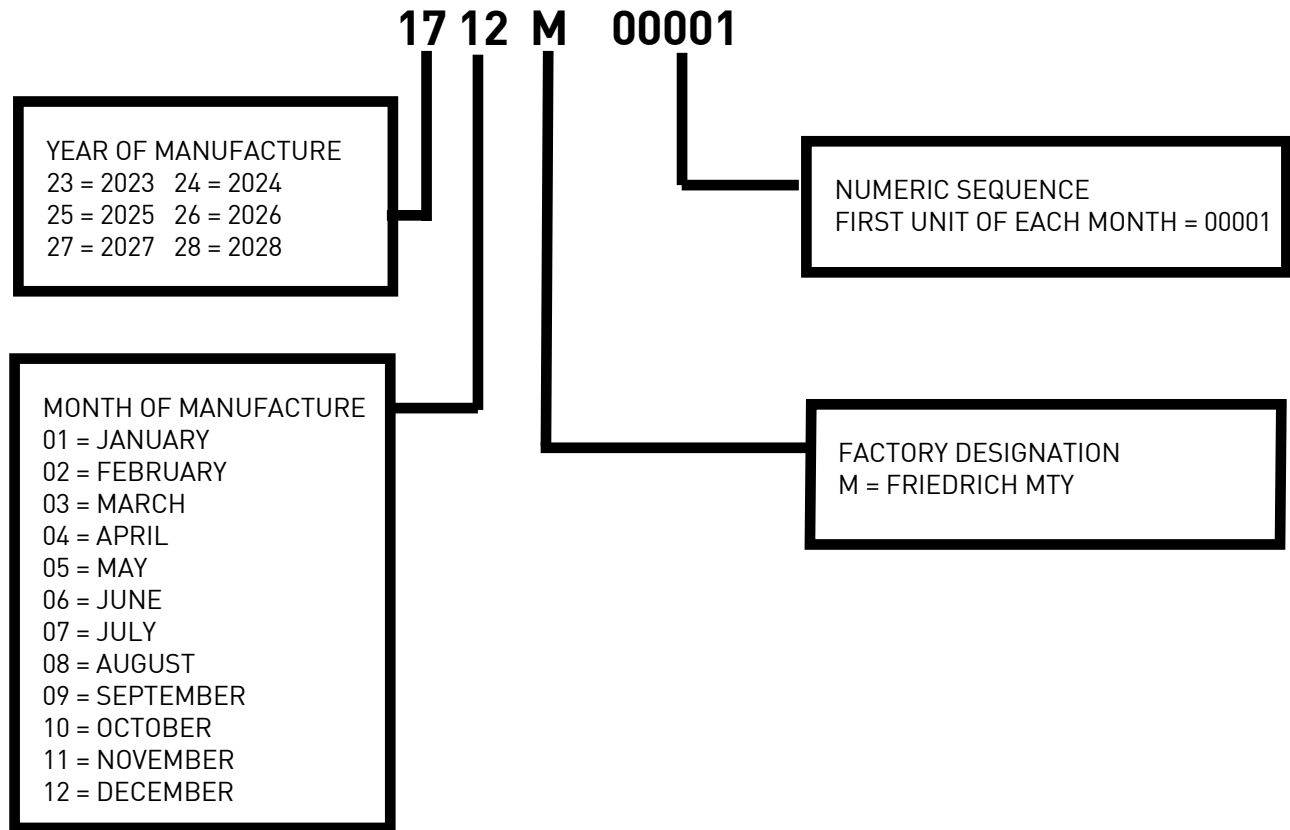 17 12 M 00001
YEAR OF MANUFACTURE
23 = 2023 24 = 2024
25 = 2025 26 = 2026
27 = 2027 28 = 2028
NUMERIC SEQUENCE
FIRST UNIT OF EACH MONTH = 00001
MONTH OF MANUFACTURE
01 = JANUARY
02 = FEBRUARY
03 = MARCH
04 = APRIL
05 = MAY
06 = JUNE
07 = JULY
08 = AUGUST
09 = SEPTEMBER
10 = OCTOBER
11 = NOVEMBER
12 = DECEMBER
FACTORY DESIGNATION
M = FRIEDRICH MTY